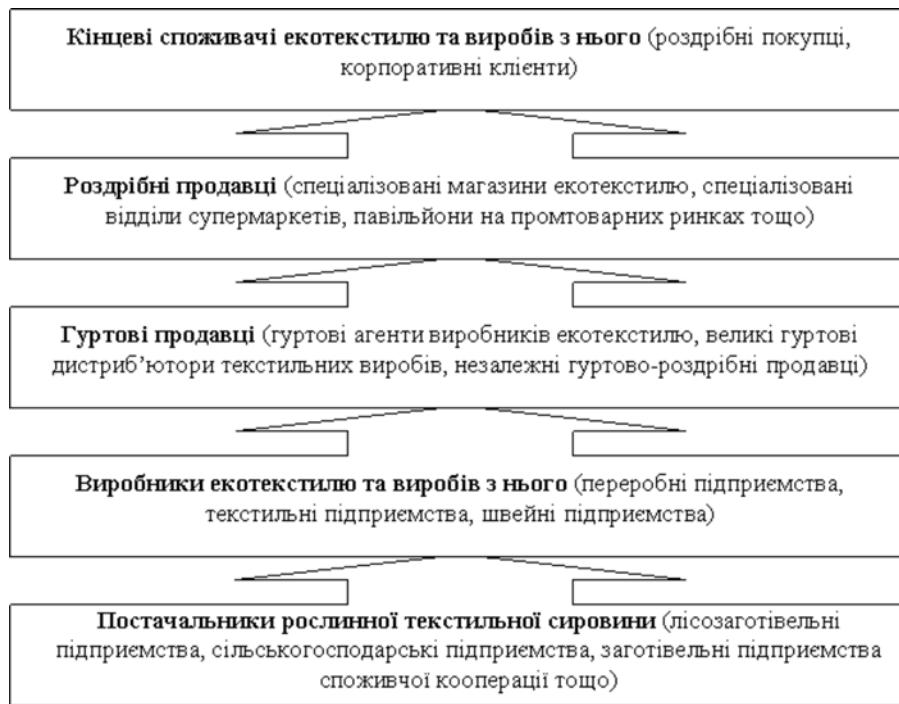 Кінцеві споживачі екотекстилю та виробів з нього (роздрібні покупці,
корпоративні клієнти)
Роздрібні продавці (спеціалізовані магазини екотекстилю, спеціалізовані
відділи супермаркетів, павільйони на промтоварних ринках тощо)
Гуртові продавці (гуртові агенти виробників екотекстилю, великі гуртові
дистриб’ютори текстильних виробів, незалежні гуртово-роздрібні продавці)
Виробники екотекстилю та виробів з нього (переробні підприємства,
текстильні підприємства, швейні підприємства)
Постачальники рослинної текстильної сировини (лісозаготівельні
підприємства, сільськогосподарські підприємства, заготівельні підприємства
споживчої кооперації тощо)